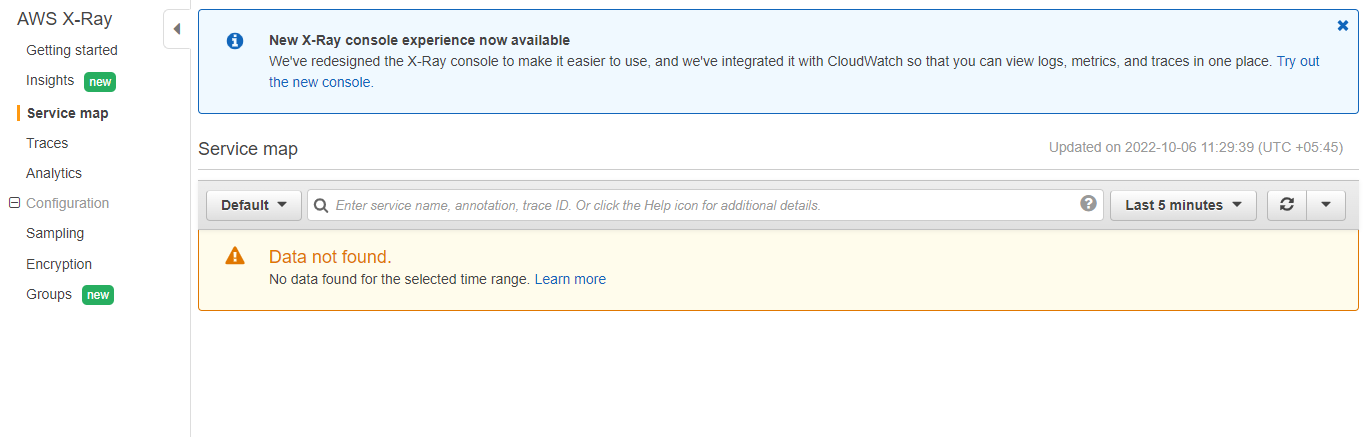 AWS X-Ray
Getting started
Insights new
Service map
Traces
Analytics
Configuration
Sampling
Encryption
Groups new
New X-Ray console experience now available
We've redesigned the X-Ray console to make it easier to use, and we've integrated it with CloudWatch so that you can view logs, metrics, and traces in one place. Try out
the new console.
Service map
Updated on 2022-10-06 11:29:39 (UTC +05:45)
Default
Enter service name, annotation, trace ID. Or click the Help icon for additional details.
Last 5 minutes
Data not found.
No data found for the selected time range. Learn more